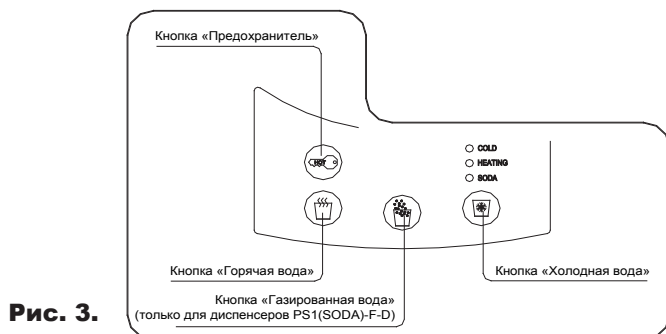 Кнопка «Предохранитель»
COLD
HEATING
SODA
HOT
Кнопка «Горячая вода»
Кнопка «Холодная вода»
Кнопка «Газированная вода»
(только для диспенсеров PS1(SODA)-F-D)
Рис. 3.